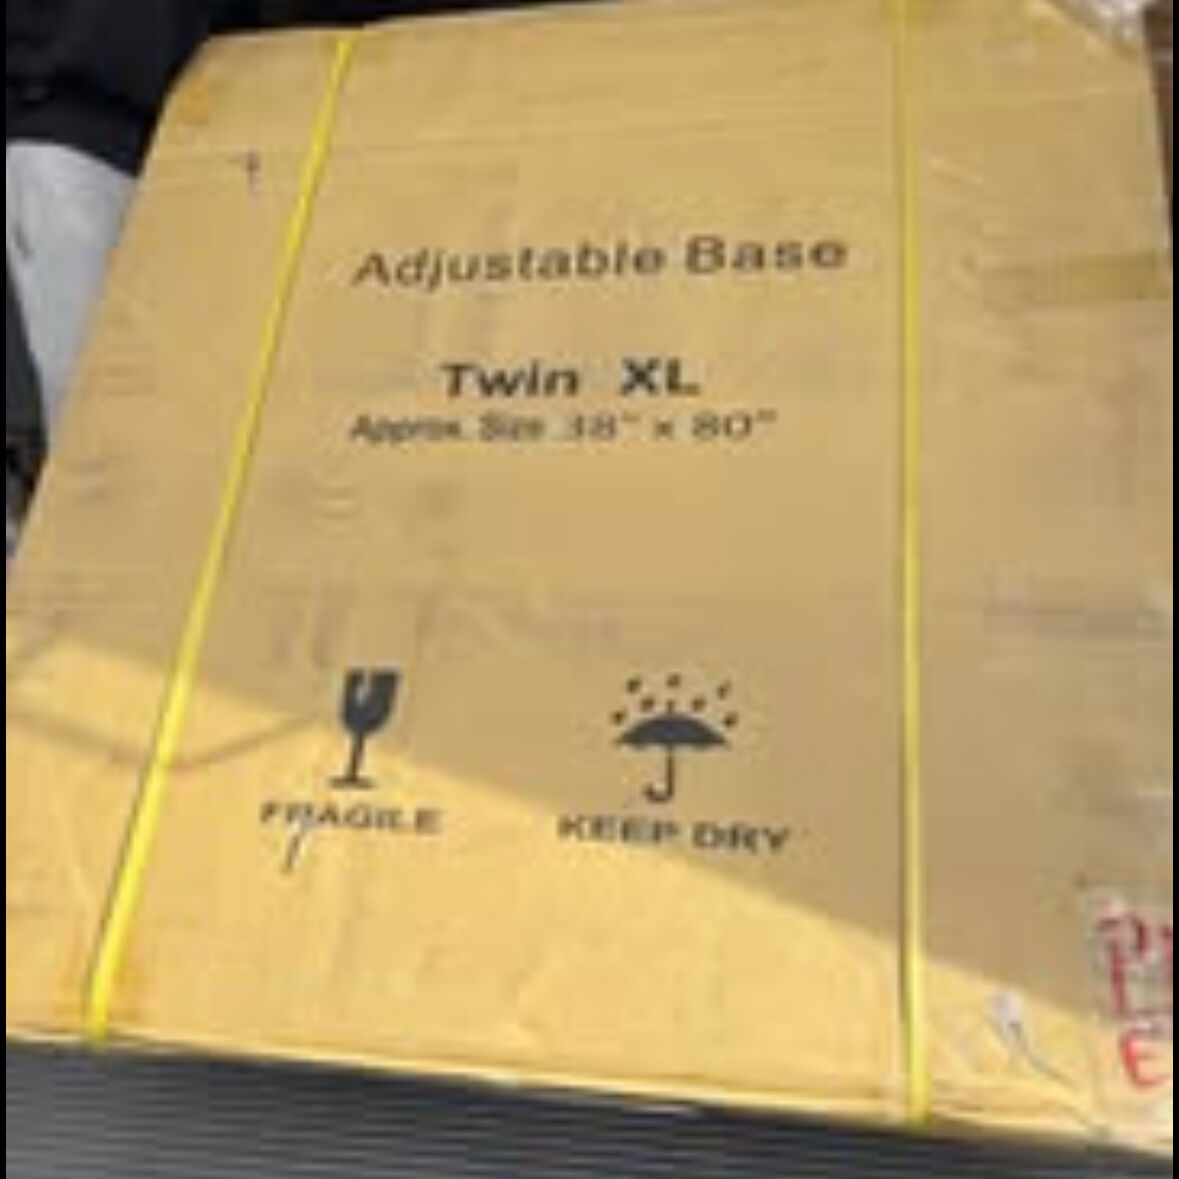 Adjustable Base
Twin XL
Approx. Size 38" x 80"
FRAGILE
KEEP DRY